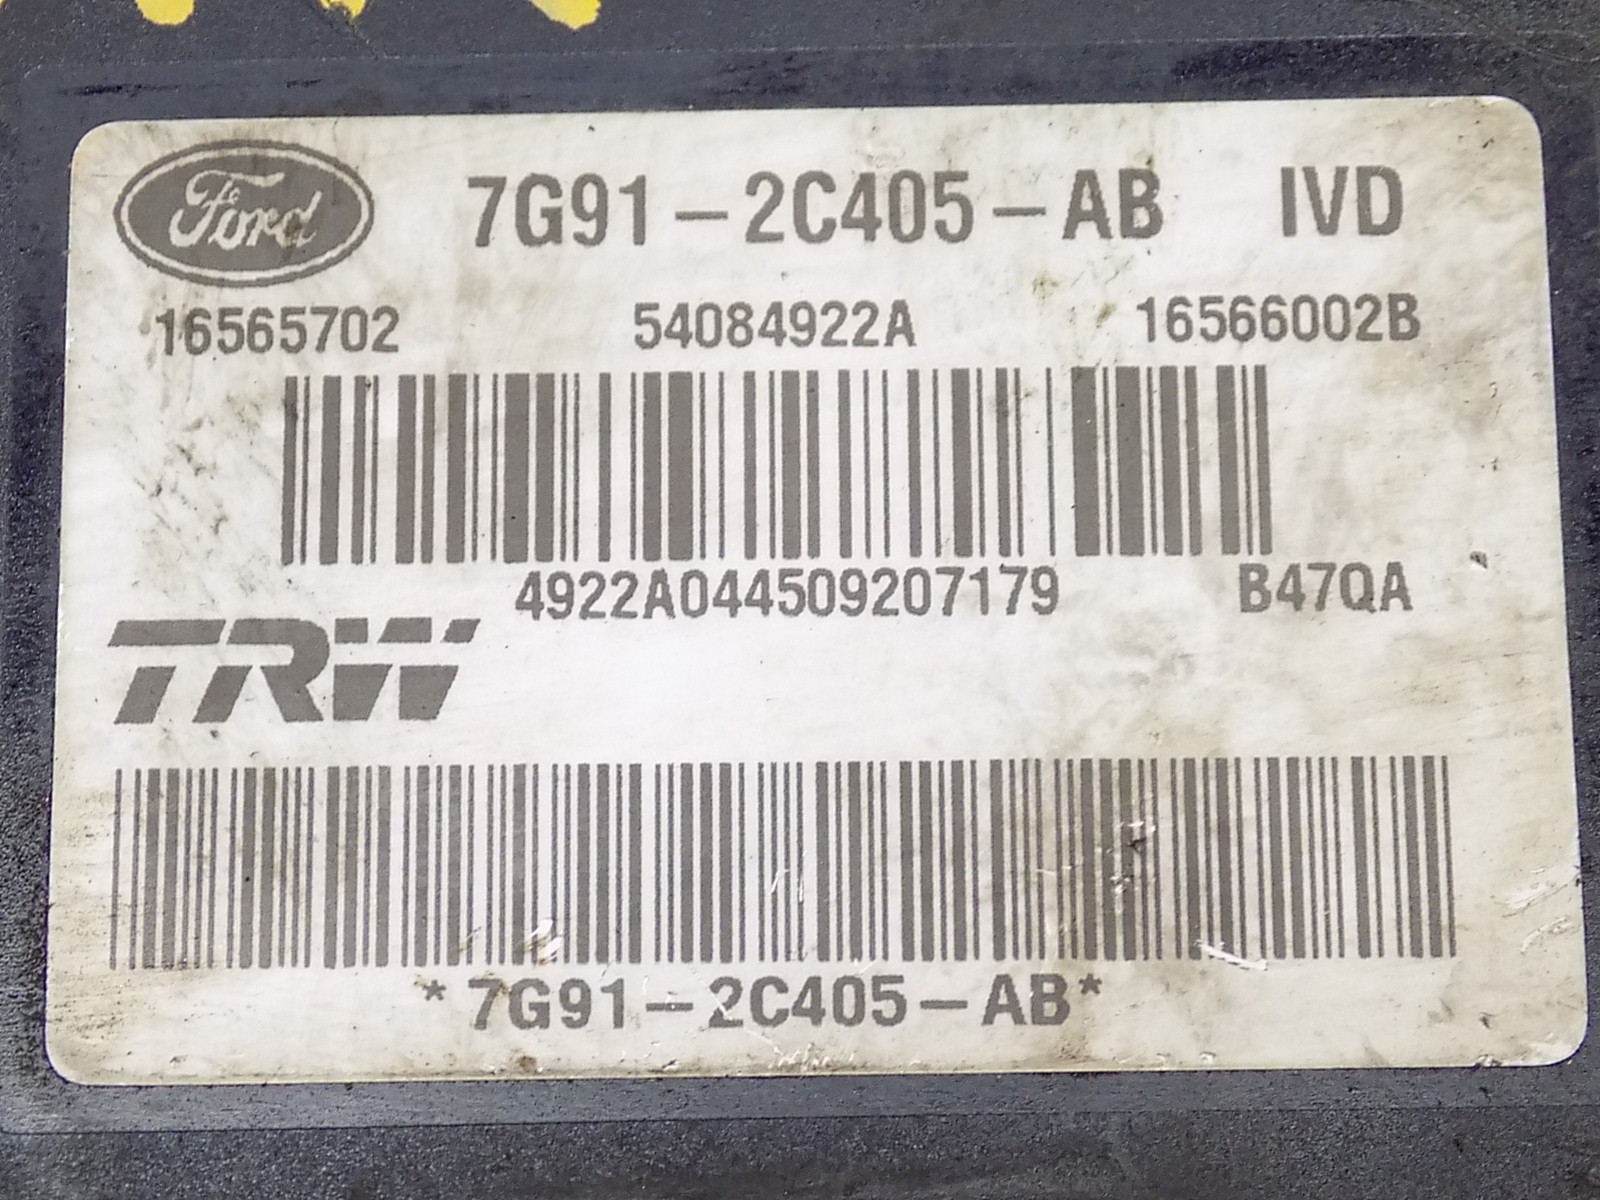 Ford 7G91-2C405-AB IVD
16565702 54084922A 16566002B
4922A044509207179 B47QA
TRW
*7G91-2C405-AB*